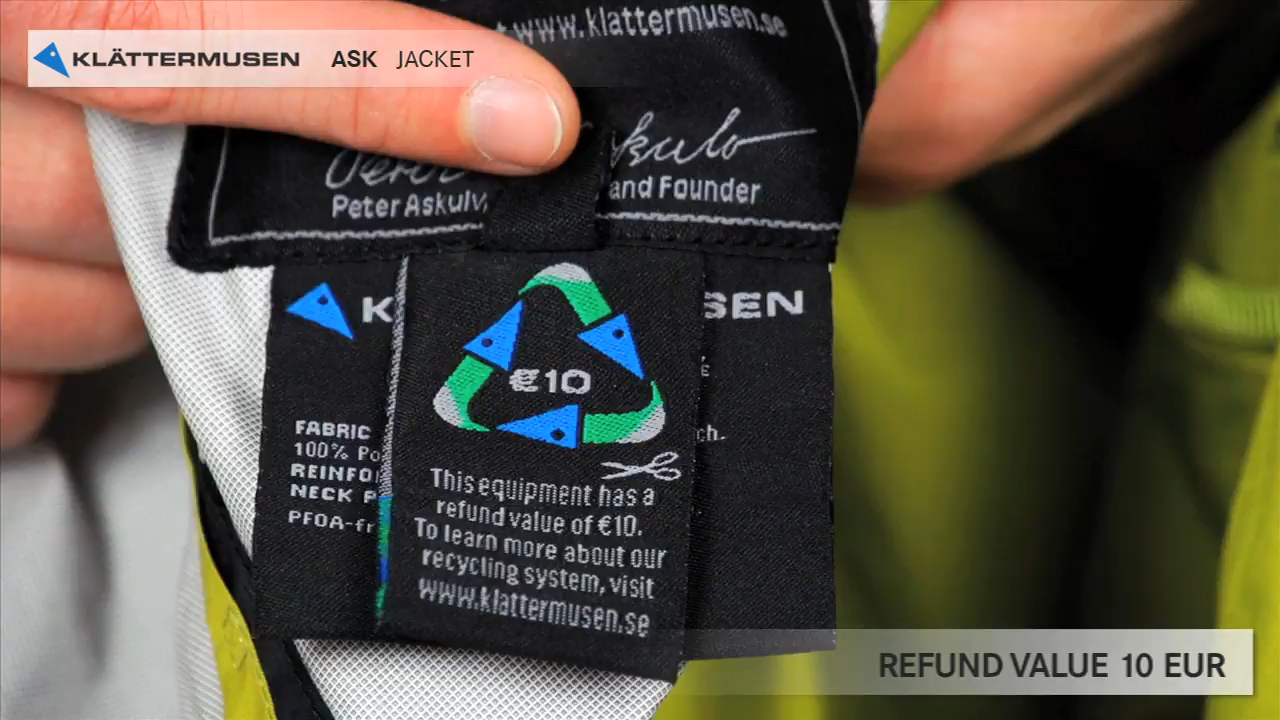 www.klattermusen.se
KLÄTTERMUSEN ASK JACKET
Peter Askulv, and Founder
K SEN
€10
FABRIC
100% Po
REINFO
NECK P
PFOA-fr
ch.
This equipment has a
refund value of €10.
To learn more about our
recycling system, visit
www.klattermusen.se
REFUND VALUE 10 EUR